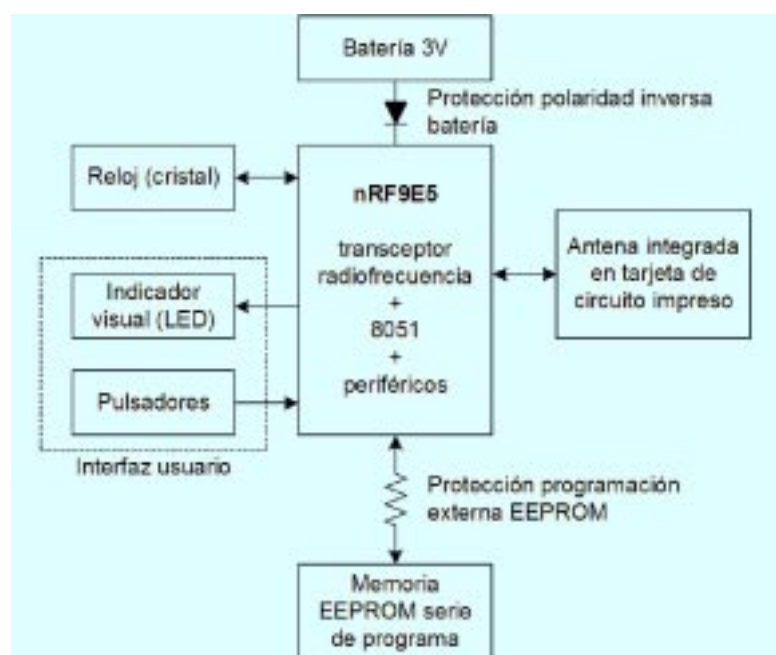 Batería 3V
Protección polaridad inversa
batería
Reloj (cristal)
nRF9E5
transceptor
radiofrecuencia
+
8051
+
periféricos
Antena integrada
en tarjeta de
circuito impreso
Indicador
visual (LED)
Pulsadores
Interfaz usuario
Protección programación
externa EEPROM
Memoria
EEPROM serie
de programa